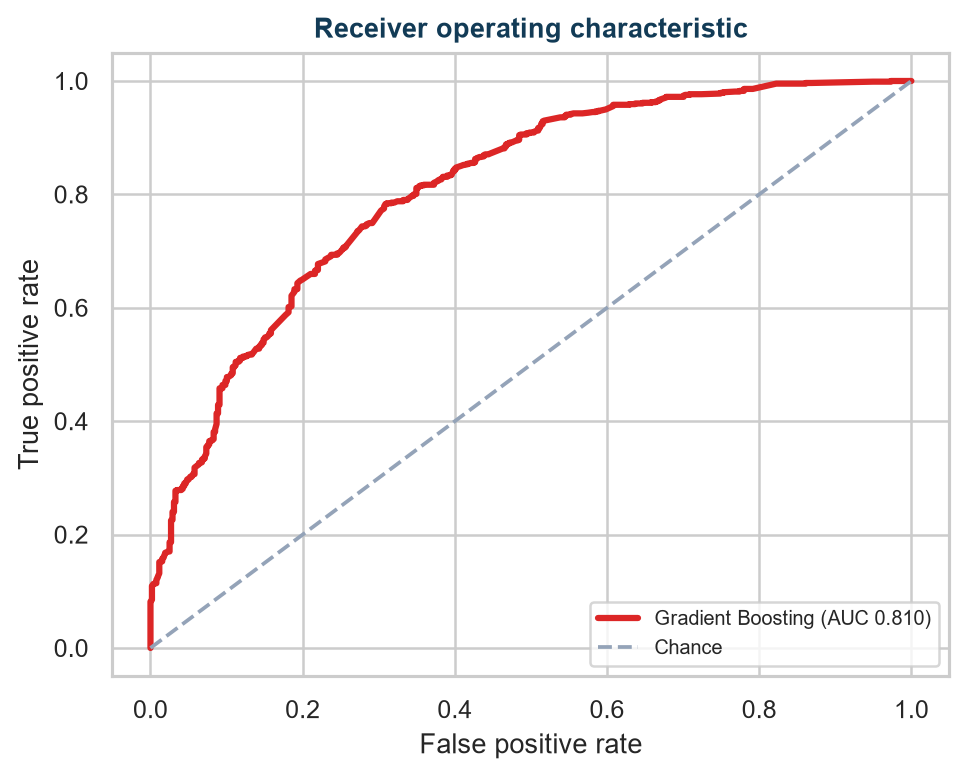 Receiver operating characteristic
True positive rate
1.0
0.8
0.6
0.4
0.2
0.0
Gradient Boosting (AUC 0.810)
Chance
0.0 0.2 0.4 0.6 0.8 1.0
False positive rate